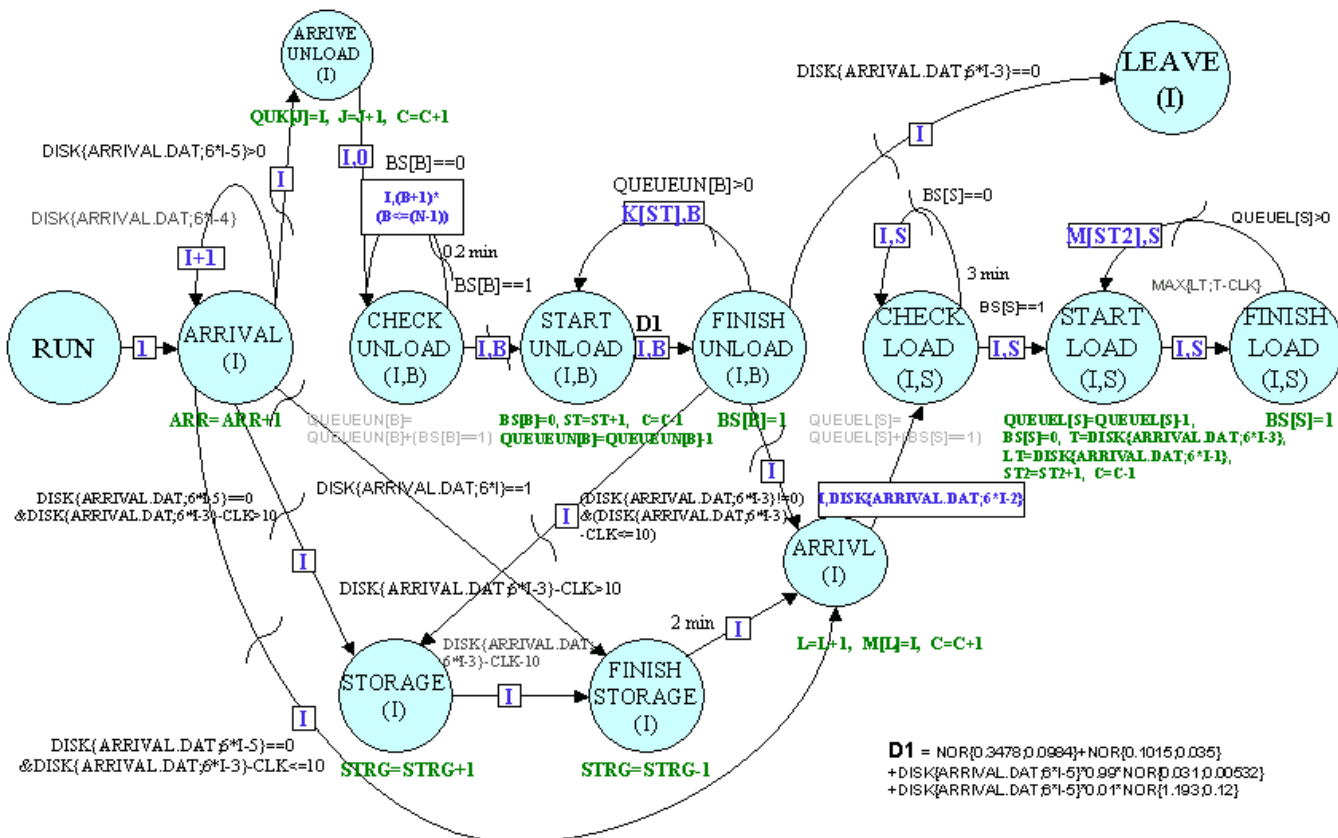 ARRIVE
UNLOAD
(I)
QUK[J]=I, J=J+1, C=C+1
DISK{ARRIVAL.DAT;6*I-5}>0
I
DISK{ARRIVAL.DAT;6*I-4}
I+1
I,0
BS[B]==0
I,(B+1)*
(B<=(N-1))
0.2 min
BS[B]==1
QUEUEUN[B]>0
K[ST],B
DISK{ARRIVAL.DAT;6*I-3}==0
I
LEAVE
(I)
BS[S]==0
I,S
3 min
BS[S]==1
M[ST2],S
QUEUEL[S]>0
MAX{LT;T-CLK}
RUN
1
ARRIVAL
(I)
ARR=ARR+1
CHECK
UNLOAD
(I,B)
I,B
START
UNLOAD
(I,B)
D1
I,B
FINISH
UNLOAD
(I,B)
CHECK
LOAD
(I,S)
I,S
START
LOAD
(I,S)
I,S
FINISH
LOAD
(I,S)
QUEUEUN[B]=
QUEUEUN[B]+(BS[B]==1)
BS[B]=0, ST=ST+1, C=C-1
QUEUEUN[B]=QUEUEUN[B]-1
BS[B]=1
QUEUEL[S]=
QUEUEL[S]+(BS[S]==1)
QUEUEL[S]=QUEUEL[S]-1,
BS[S]=0, T=DISK{ARRIVAL.DAT;6*I-3},
LT=DISK{ARRIVAL.DAT;6*I-1},
ST2=ST2+1, C=C-1
BS[S]=1
DISK{ARRIVAL.DAT;6*I-5}==0
&DISK{ARRIVAL.DAT;6*I-3}-CLK>10
DISK{ARRIVAL.DAT;6*I}==1
(DISK{ARRIVAL.DAT;6*I-3}!=0)
&(DISK{ARRIVAL.DAT;6*I-3}
-CLK<=10)
I
I
I,DISK{ARRIVAL.DAT;6*I-2}
I
ARRIVL
(I)
L=L+1, M[L]=I, C=C+1
DISK{ARRIVAL.DAT;6*I-3}-CLK>10
DISK{ARRIVAL.DAT;
6*I-3}-CLK-10
2 min
I
STORAGE
(I)
I
FINISH
STORAGE
(I)
STRG=STRG+1
STRG=STRG-1
I
DISK{ARRIVAL.DAT;6*I-5}==0
&DISK{ARRIVAL.DAT;6*I-3}-CLK<=10
D1 = NOR{0.3478;0.0984}+NOR{0.1015;0.035}
+DISK{ARRIVAL.DAT;6*I-5}*0.99*NOR{0.031;0.00532}
+DISK{ARRIVAL.DAT;6*I-5}*0.01*NOR{1.193;0.12}